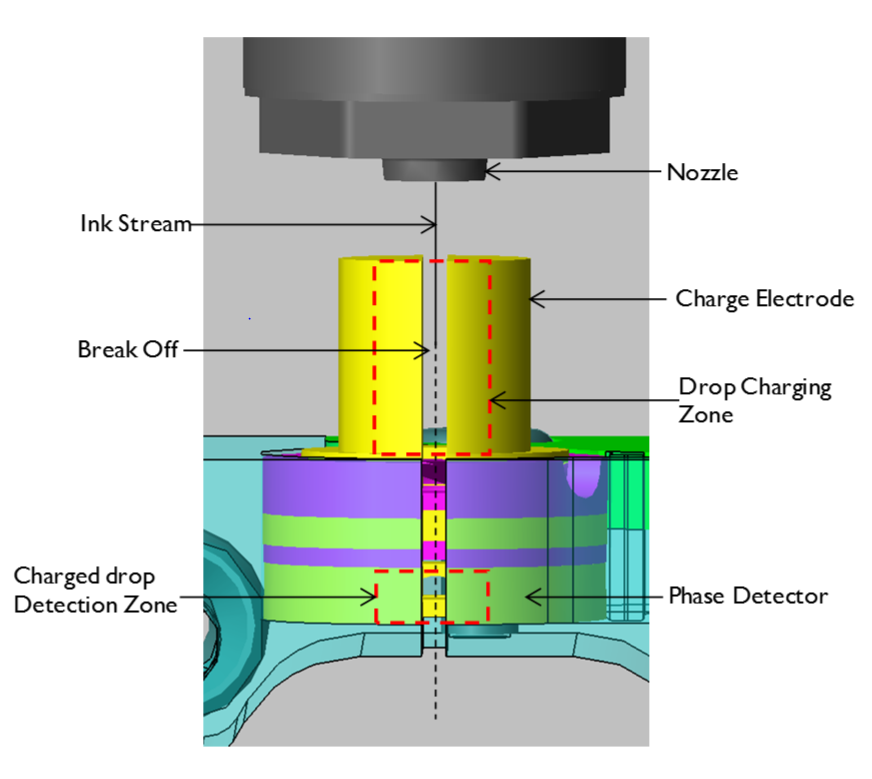 Nozzle
Ink Stream
Charge Electrode
Break Off
Drop Charging
Zone
Charged drop
Detection Zone
Phase Detector